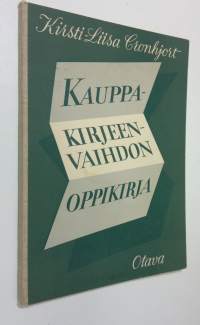 Kirsti-Liisa Cronhjort
KAUPPA-
KIRJEEN-
VAIHDON
OPPIKIRJA
Otava